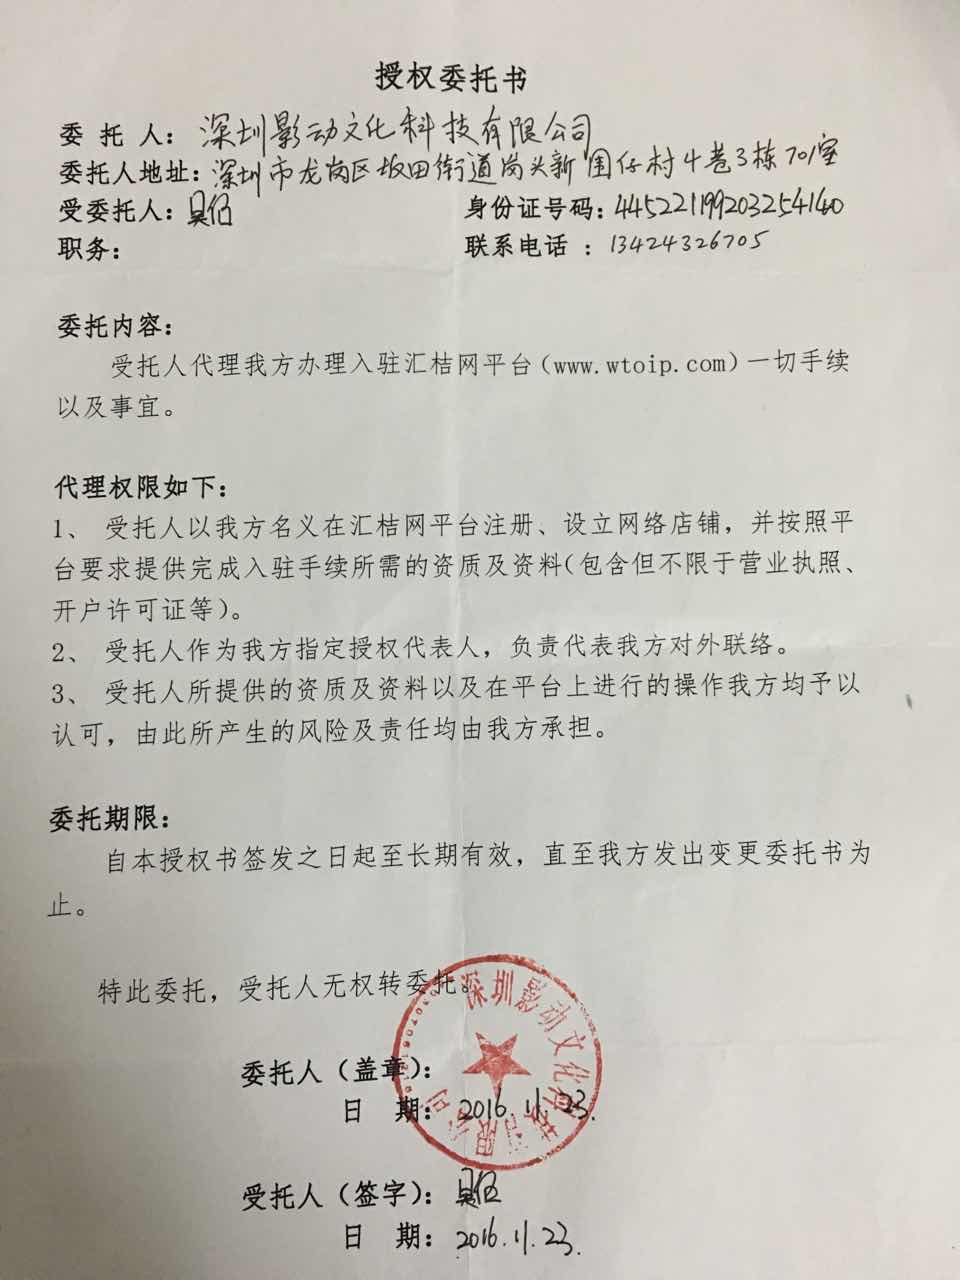 授权委托书
委 托 人：深圳影动文化科技有限公司
委托人地址：深圳市龙岗区坂田街道岗头新围仔村4巷3栋701室
受委托人：吴伍 身份证号码：
职务： 联系电话 ：13424326705
委托内容：
受托人代理我方办理入驻汇桔网平台（www.wtoip.com）一切手续
以及事宜。
代理权限如下：
1、 受托人以我方名义在汇桔网平台注册、设立网络店铺，并按照平
台要求提供完成入驻手续所需的资质及资料（包含但不限于营业执照、
开户许可证等）。
2、 受托人作为我方指定授权代表人，负责代表我方对外联络。
3、 受托人所提供的资质及资料以及在平台上进行的操作我方均予以
认可，由此所产生的风险及责任均由我方承担。
委托期限：
自本授权书签发之日起至长期有效，直至我方发出变更委托书为
止。
特此委托，受托人无权转委托。
深圳影动文化科技有限公司
委托人（盖章）：
日 期：2016.11.23.
受托人（签字）：吴伍
日 期：2016.11.23.